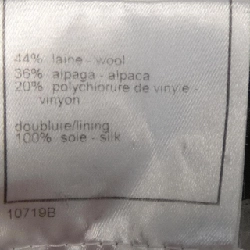 44% laine - wool
36% alpaga - alpaca
20% polychlorure de vinyle
vinyon
doublure/lining
100% soie - silk
10719B